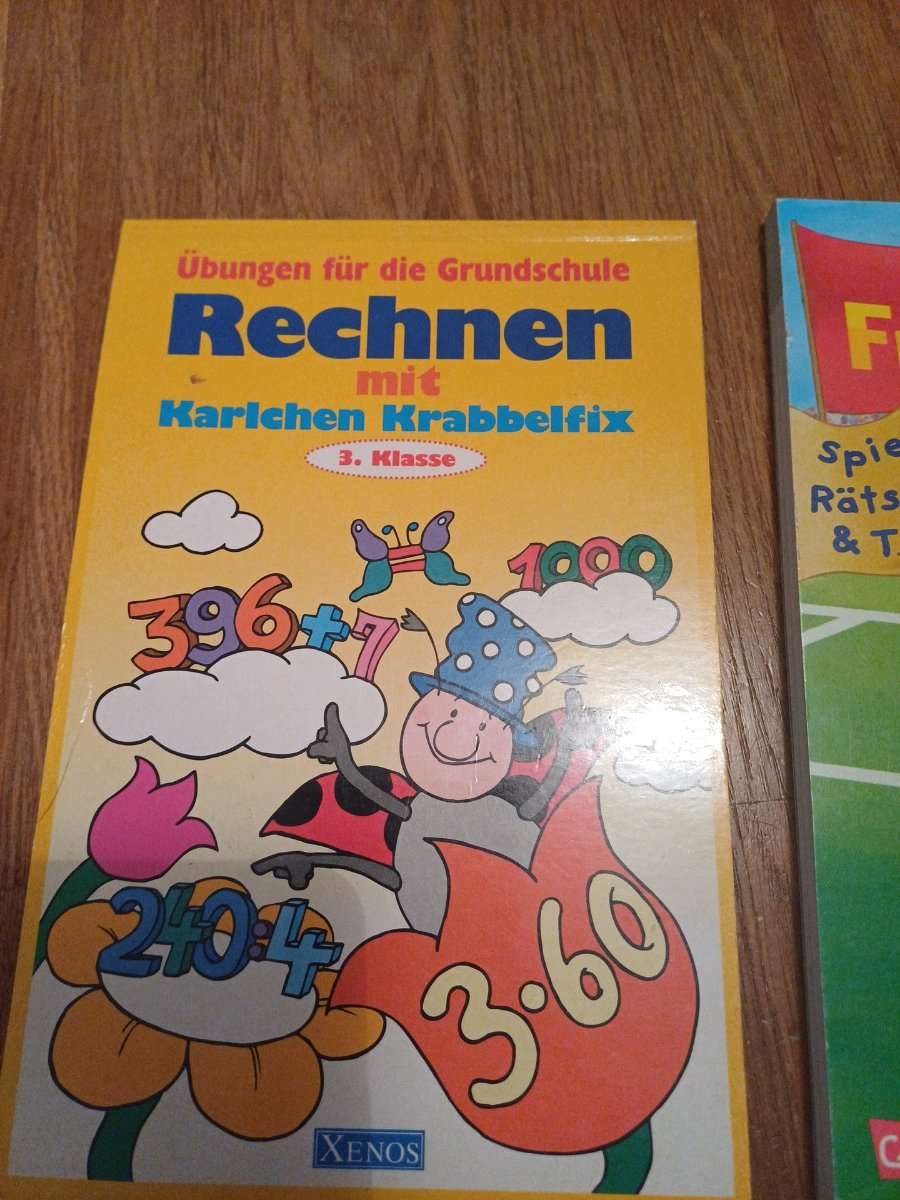 Übungen für die Grundschule
Rechnen
mit
Karlchen Krabbelfix
3. Klasse
1000
396+7
240:4
3·60
XENOS
& T